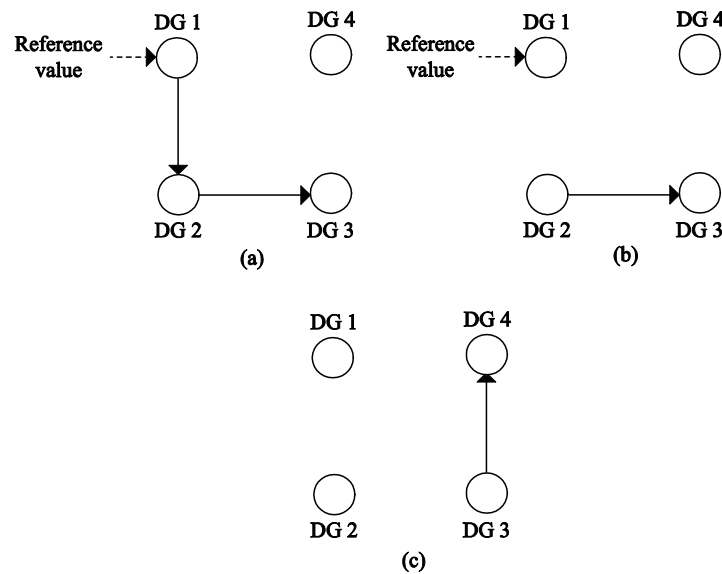 DG 1
DG 4
Reference
value
DG 2
DG 3
(a)
DG 1
DG 4
Reference
value
DG 2
DG 3
(b)
DG 1
DG 4
DG 2
DG 3
(c)